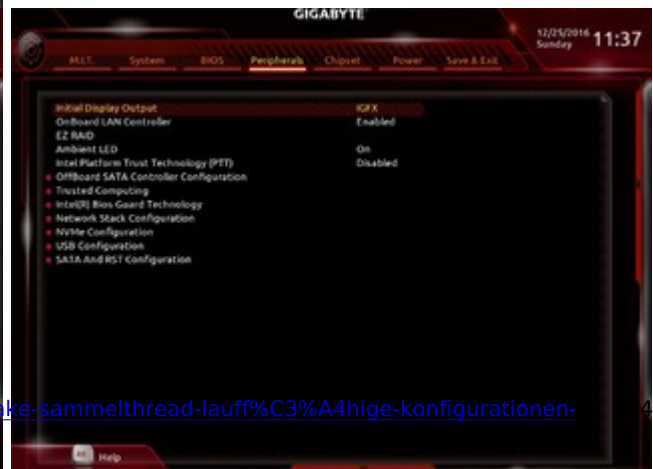 GIGABYTE
12/25/2016
Sunday 11:37
M.I.T. System BIOS Peripherals Chipset Power Save & Exit
Initial Display Output IGFX
OnBoard LAN Controller Enabled
EZ RAID
Ambient LED On
Intel Platform Trust Technology (PTT) Disabled
OffBoard SATA Controller Configuration
Trusted Computing
Intel(R) Bios Guard Technology
Network Stack Configuration
NVMe Configuration
USB Configuration
SATA And RST Configuration
ke-sammelthread-lauff%C3%A4hige-konfigurationen- 4
Help